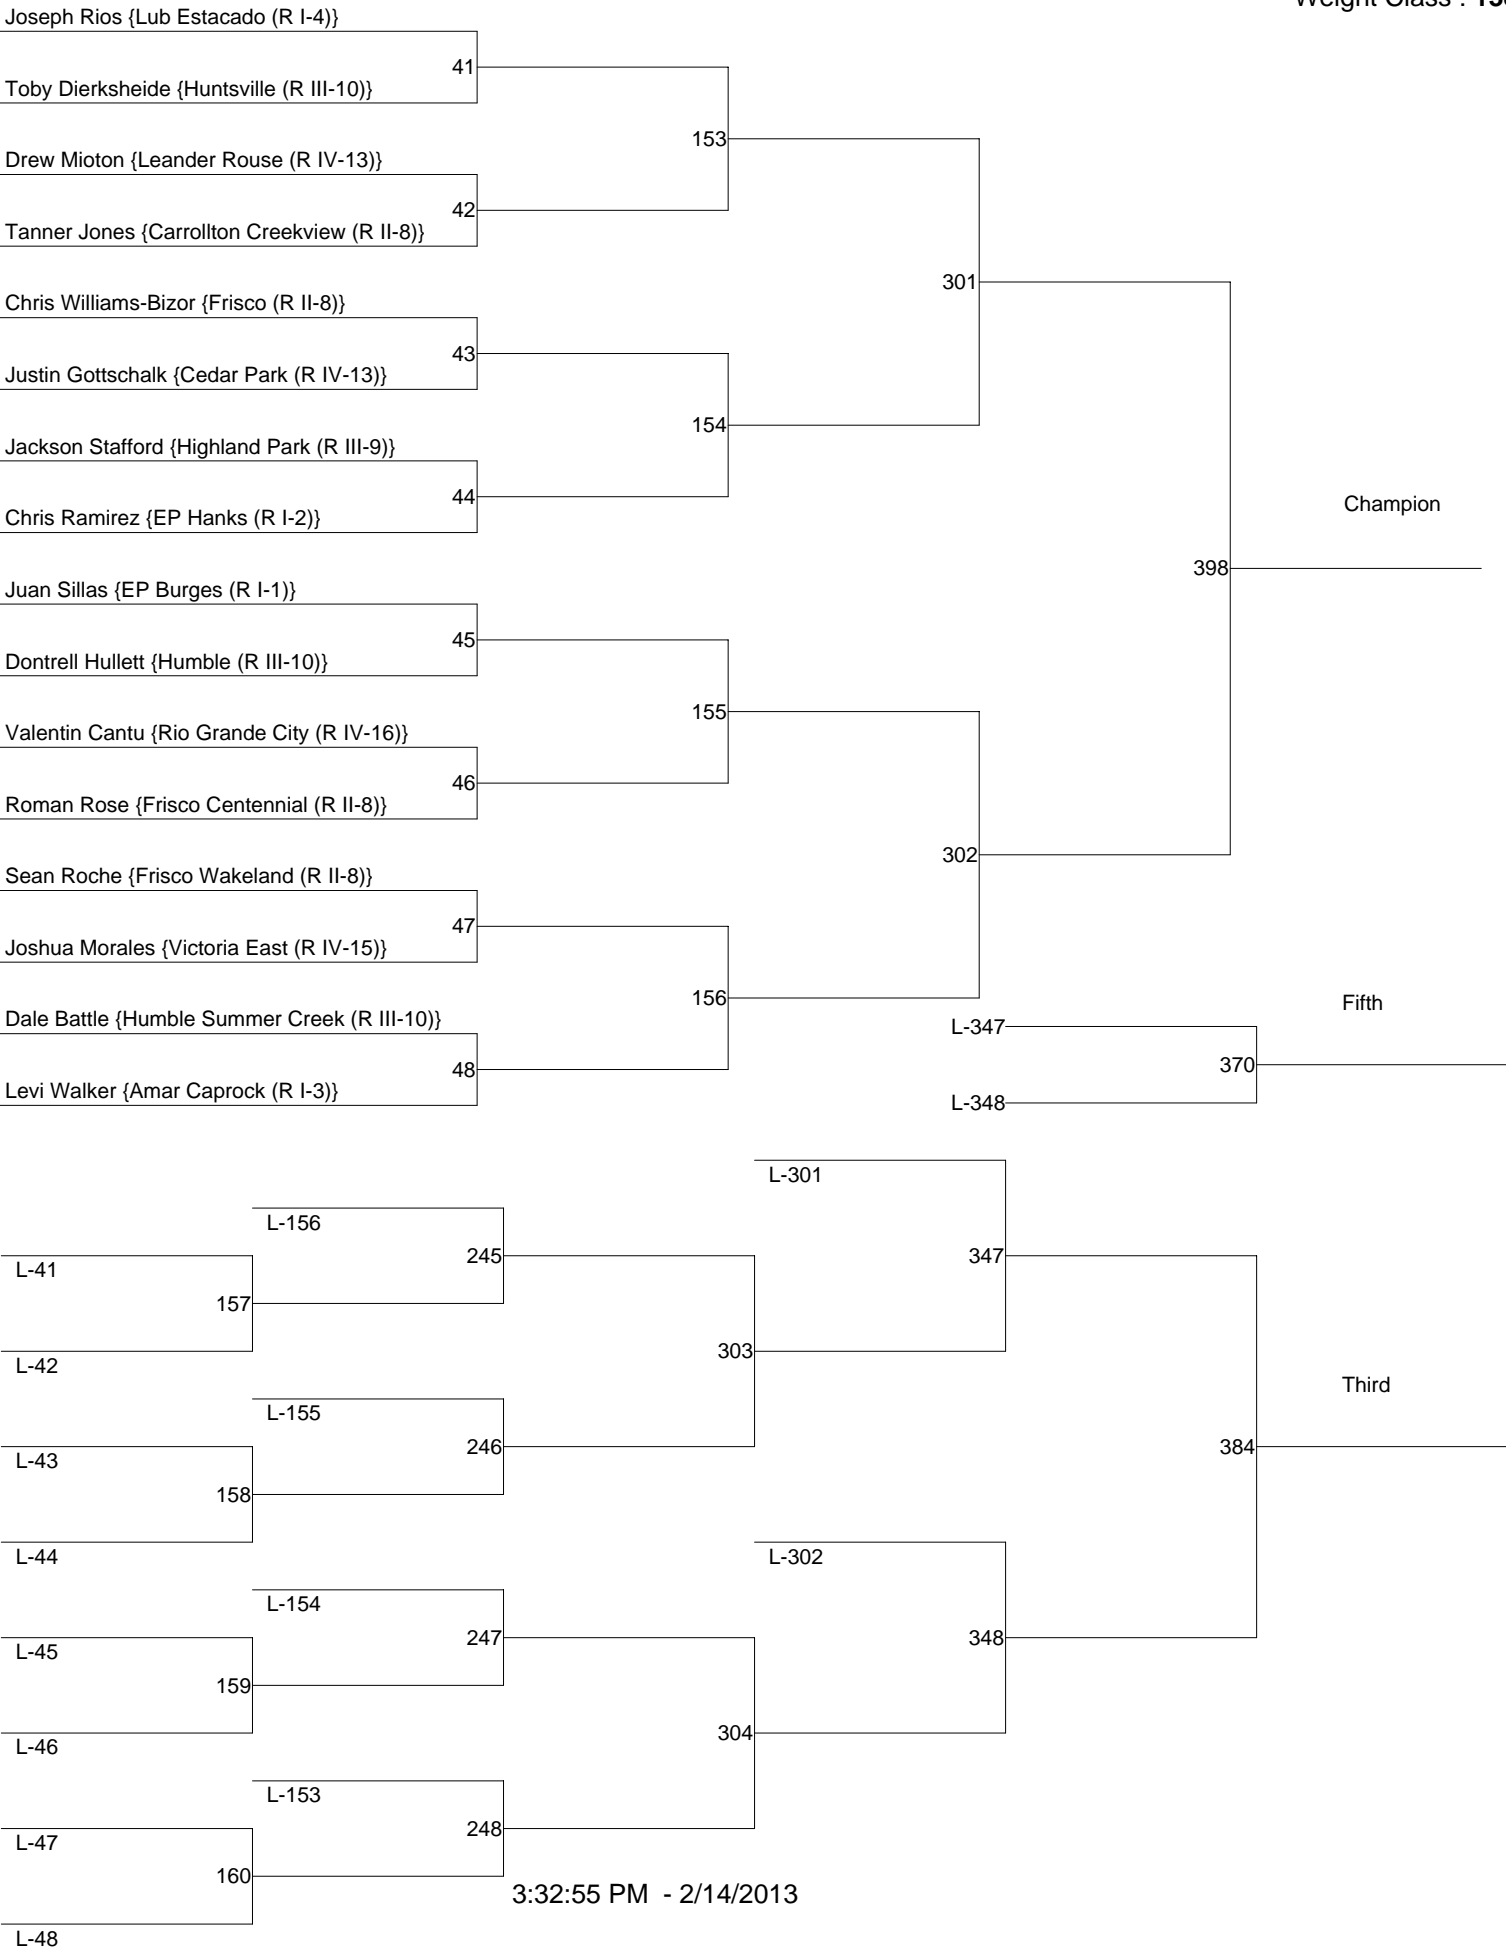 Weight Class :
Joseph Rios {Lub Estacado (R I-4)}
41
Toby Dierksheide {Huntsville (R III-10)}
153
Drew Mioton {Leander Rouse (R IV-13)}
42
Tanner Jones {Carrollton Creekview (R II-8)}
301
Chris Williams-Bizor {Frisco (R II-8)}
43
Justin Gottschalk {Cedar Park (R IV-13)}
154
Jackson Stafford {Highland Park (R III-9)}
44
Chris Ramirez {EP Hanks (R I-2)}
Champion
398
Juan Sillas {EP Burges (R I-1)}
45
Dontrell Hullett {Humble (R III-10)}
155
Valentin Cantu {Rio Grande City (R IV-16)}
46
Roman Rose {Frisco Centennial (R II-8)}
302
Sean Roche {Frisco Wakeland (R II-8)}
47
Joshua Morales {Victoria East (R IV-15)}
156
Fifth
Dale Battle {Humble Summer Creek (R III-10)}
L-347
48
370
Levi Walker {Amar Caprock (R I-3)}
L-348
L-301
L-156
245
347
L-41
157
303
L-42
Third
L-155
246
384
L-43
158
L-44
L-302
L-154
247
348
L-45
159
304
L-46
L-153
248
L-47
160
3:32:55 PM - 2/14/2013
L-48